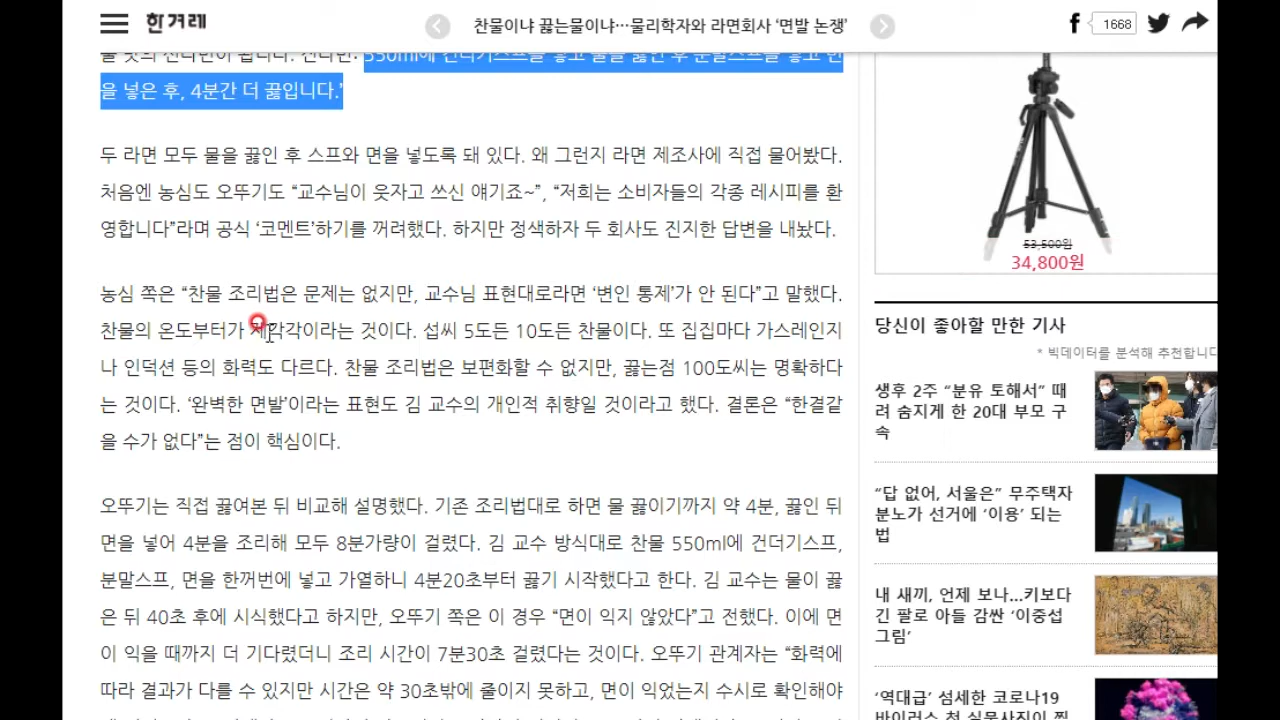 한겨레
찬물이냐 끓는물이냐…물리학자와 라면회사 ‘면발 논쟁’
1668
550ml에 건더기스프를 넣고 물을 끓인 후 분말스프를 넣고 면
을 넣은 후, 4분간 더 끓입니다.’
두 라면 모두 물을 끓인 후 스프와 면을 넣도록 돼 있다. 왜 그런지 라면 제조사에 직접 물어봤다.
처음엔 농심도 오뚜기도 “교수님이 웃자고 쓰신 얘기죠~”, “저희는 소비자들의 각종 레시피를 환
영합니다”라며 공식 ‘코멘트’하기를 꺼려했다. 하지만 정색하자 두 회사도 진지한 답변을 내놨다.
농심 쪽은 “찬물 조리법은 문제는 없지만, 교수님 표현대로라면 ‘변인 통제’가 안 된다”고 말했다.
찬물의 온도부터가 제각각이라는 것이다. 섭씨 5도든 10도든 찬물이다. 또 집집마다 가스레인지
나 인덕션 등의 화력도 다르다. 찬물 조리법은 보편화할 수 없지만, 끓는점 100도씨는 명확하다
는 것이다. ‘완벽한 면발’이라는 표현도 김 교수의 개인적 취향일 것이라고 했다. 결론은 “한결같
을 수가 없다”는 점이 핵심이다.
오뚜기는 직접 끓여본 뒤 비교해 설명했다. 기존 조리법대로 하면 물 끓이기까지 약 4분, 끓인 뒤
면을 넣어 4분을 조리해 모두 8분가량이 걸렸다. 김 교수 방식대로 찬물 550ml에 건더기스프,
분말스프, 면을 한꺼번에 넣고 가열하니 4분20초부터 끓기 시작했다고 한다. 김 교수는 물이 끓
은 뒤 40초 후에 시식했다고 하지만, 오뚜기 쪽은 이 경우 “면이 익지 않았다”고 전했다. 이에 면
이 익을 때까지 더 기다렸더니 조리 시간이 7분30초 걸렸다는 것이다. 오뚜기 관계자는 “화력에
따라 결과가 다를 수 있지만 시간은 약 30초밖에 줄이지 못하고, 면이 익었는지 수시로 확인해야
53,500원
34,800원
당신이 좋아할 만한 기사
* 빅데이터를 분석해 추천합니다
생후 2주 “분유 토해서” 때
려 숨지게 한 20대 부모 구
속
“답 없어, 서울은” 무주택자
분노가 선거에 ‘이용’ 되는
법
내 새끼, 언제 보나…키보다
긴 팔로 아들 감싼 ‘이중섭
그림’
‘역대급’ 섬세한 코로나19